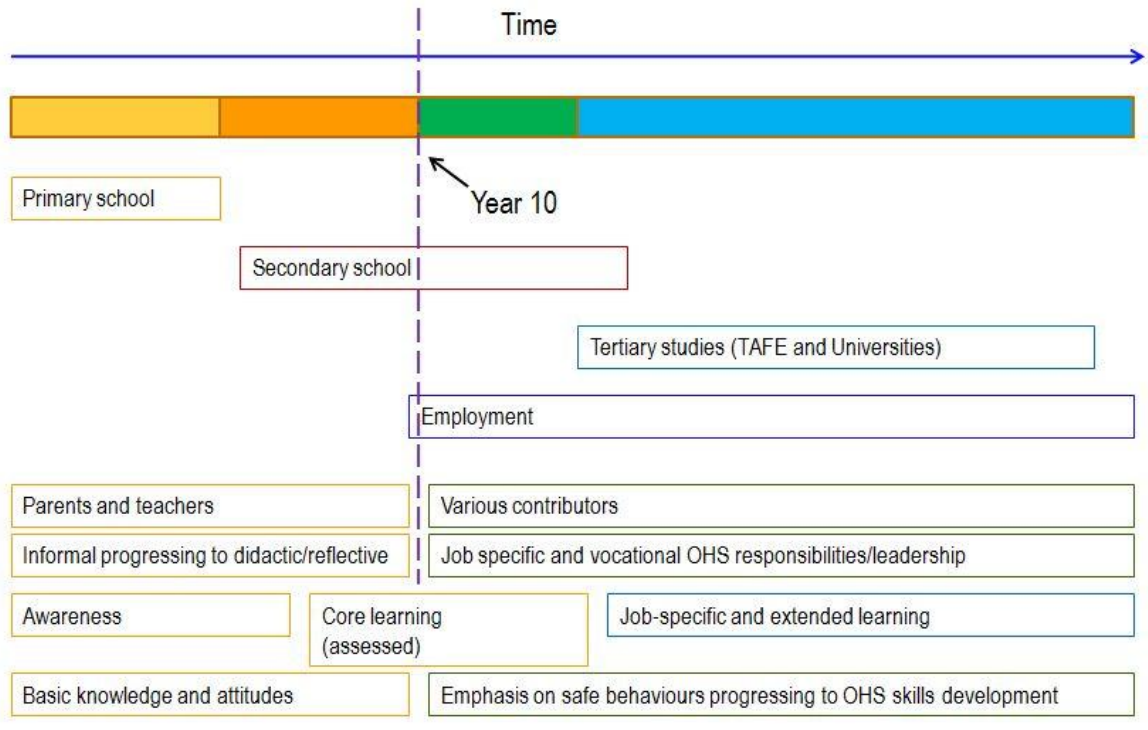 Time
Year 10
Primary school
Secondary school
Tertiary studies (TAFE and Universities)
Employment
Parents and teachers
Various contributors
Informal progressing to didactic/reflective
Job specific and vocational OHS responsibilities/leadership
Awareness
Core learning
(assessed)
Job-specific and extended learning
Basic knowledge and attitudes
Emphasis on safe behaviours progressing to OHS skills development